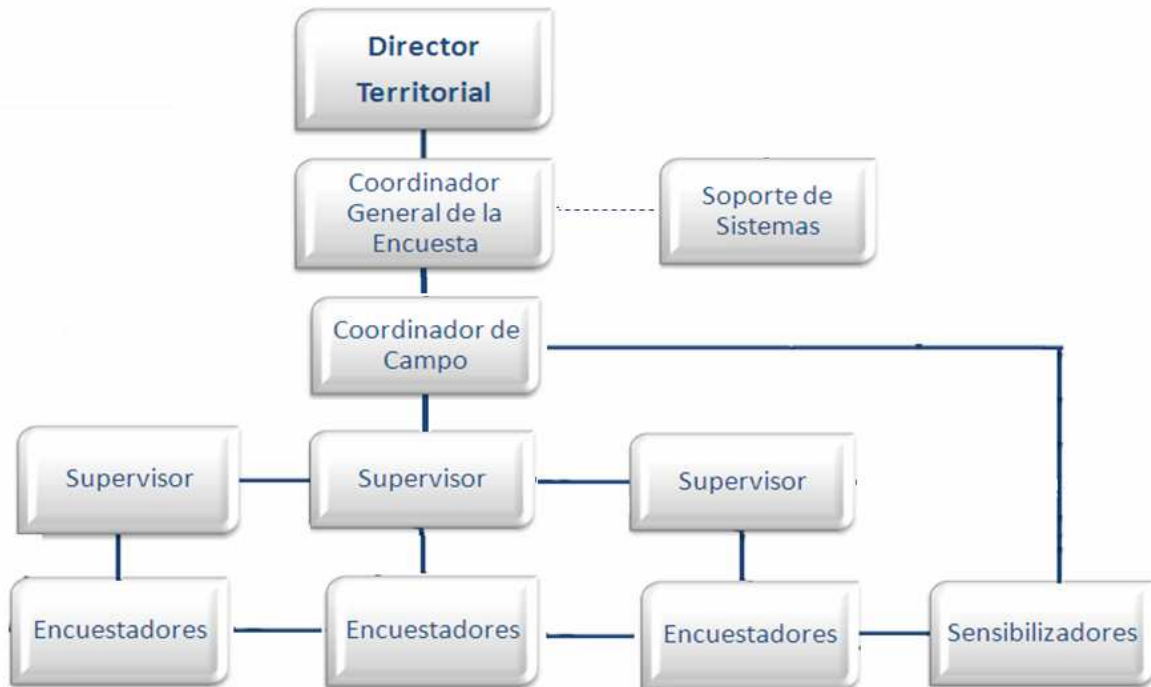 Director
Territorial
Coordinador
General de la
Encuesta
Soporte de
Sistemas
Coordinador de
Campo
Supervisor
Supervisor
Supervisor
Encuestadores
Encuestadores
Encuestadores
Sensibilizadores